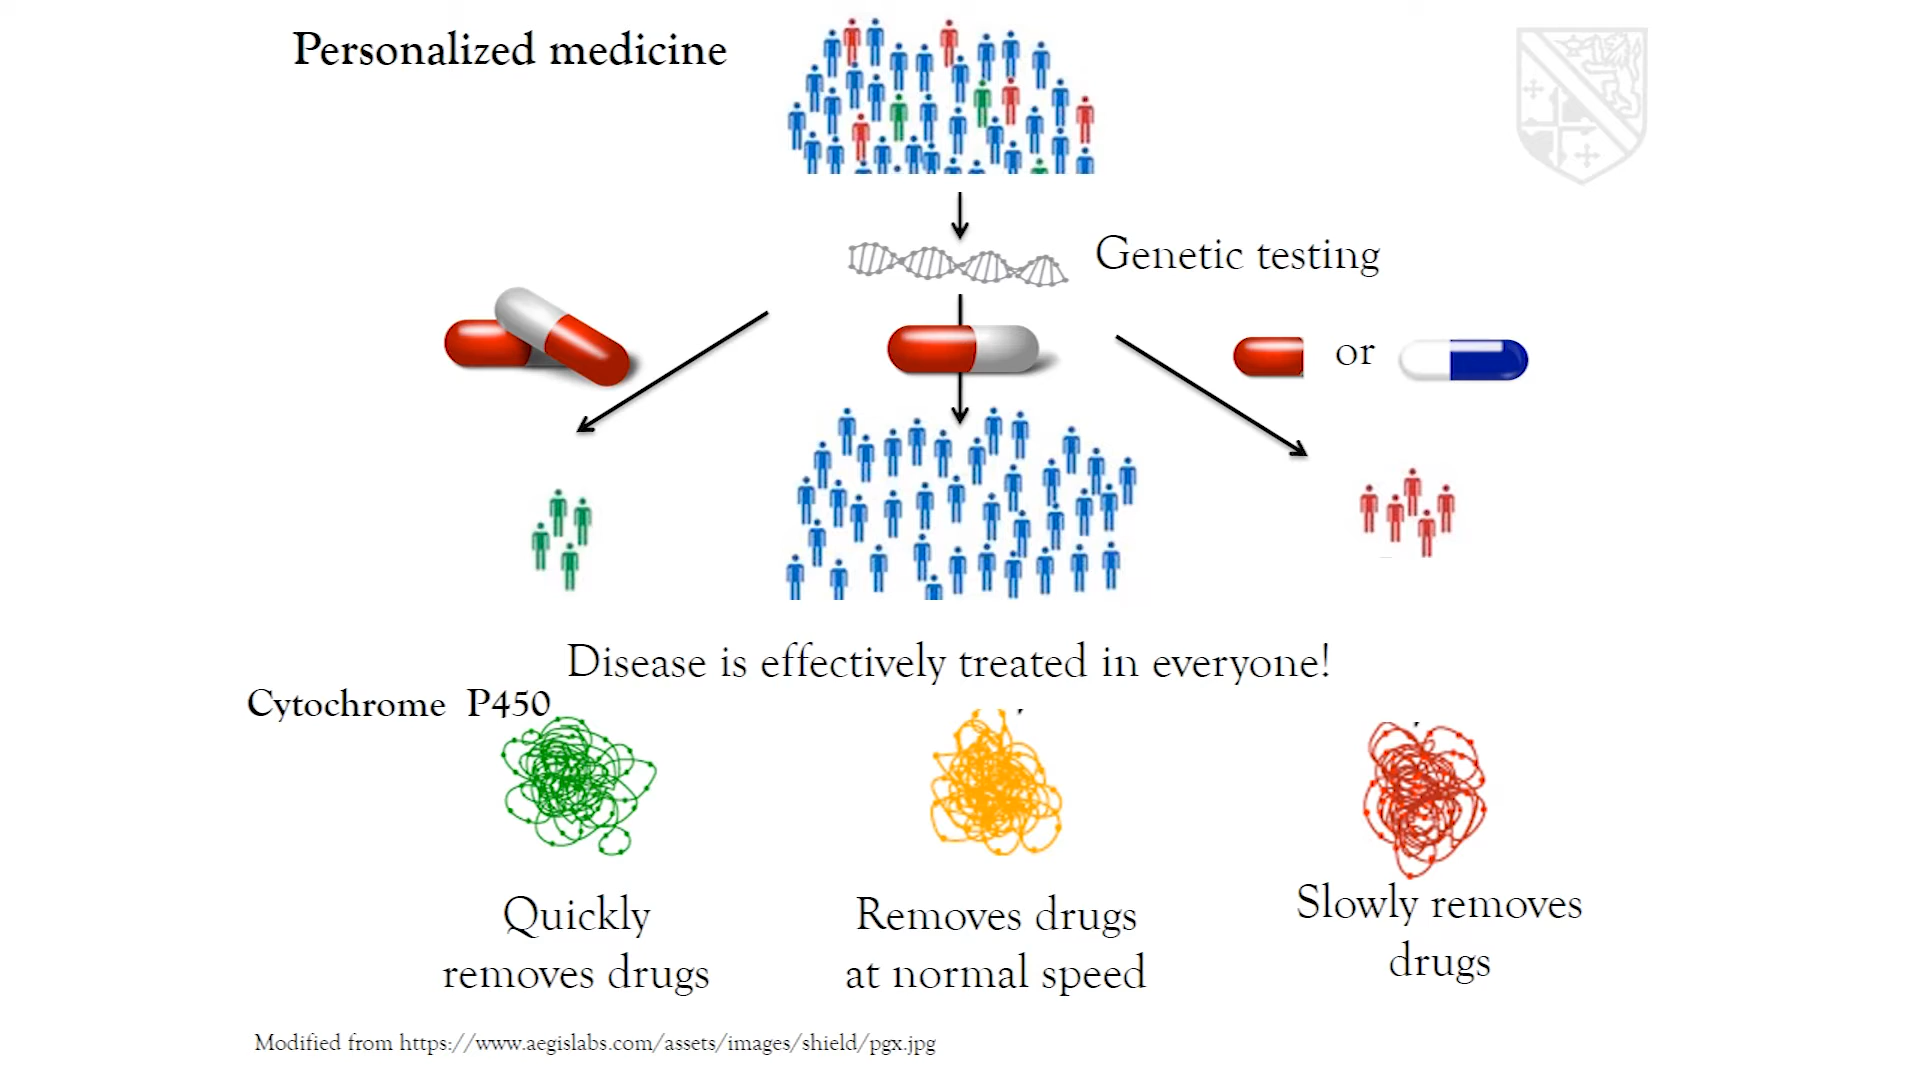 Personalized medicine
Genetic testing
or
Disease is effectively treated in everyone!
Cytochrome P450
Quickly
removes drugs
Removes drugs
at normal speed
Slowly removes
drugs
Modified from https://www.aegislabs.com/assets/images/shield/pgx.jpg